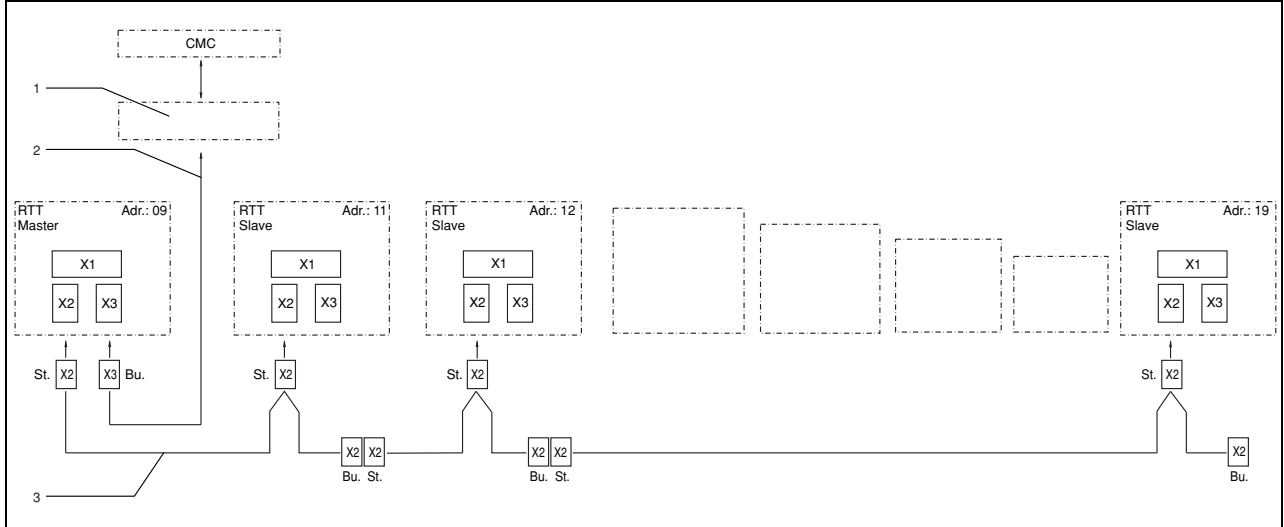 CMC
1
2
RTT Adr.: 09
Master
X1
X2 X3
RTT Adr.: 11
Slave
X1
X2 X3
RTT Adr.: 12
Slave
X1
X2 X3
RTT Adr.: 19
Slave
X1
X2 X3
St. X2 X3 Bu.
St. X2
St. X2
St. X2
X2 X2
Bu. St.
X2 X2
Bu. St.
X2
Bu.
3